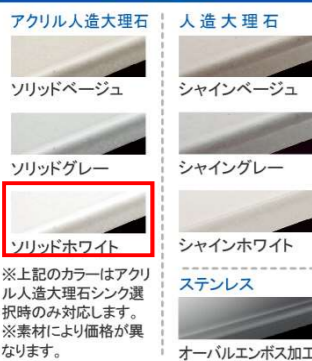 アクリル人造大理石
ソリッドベージュ
ソリッドグレー
ソリッドホワイト
※上記のカラーはアクリ
ル人造大理石シンク選
択時のみ対応します。
※素材により価格が異
なります。
人造大理石
シャインベージュ
シャイングレー
シャインホワイト
ステンレス
オーバルエンボス加工